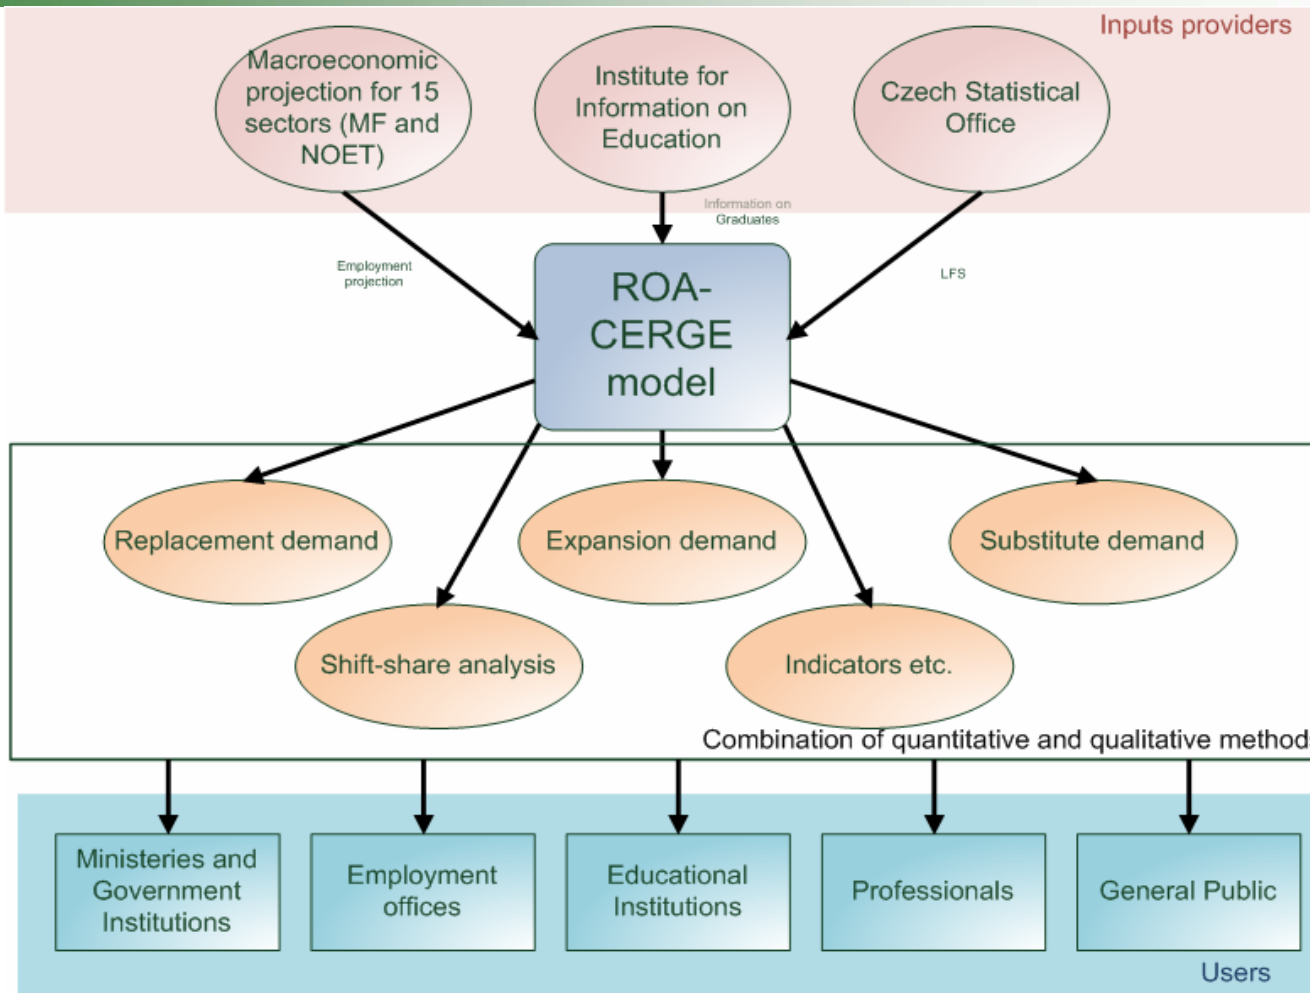 Inputs providers
Macroeconomic
projection for 15
sectors (MF and
NOET)
Institute for
Information on
Education
Czech Statistical
Office
Information on
Graduates
Employment
projection
LFS
ROA-
CERGE
model
Replacement demand
Expansion demand
Substitute demand
Shift-share analysis
Indicators etc.
Combination of quantitative and qualitative methods
Ministeries and
Government
Institutions
Employment
offices
Educational
Institutions
Professionals
General Public
Users